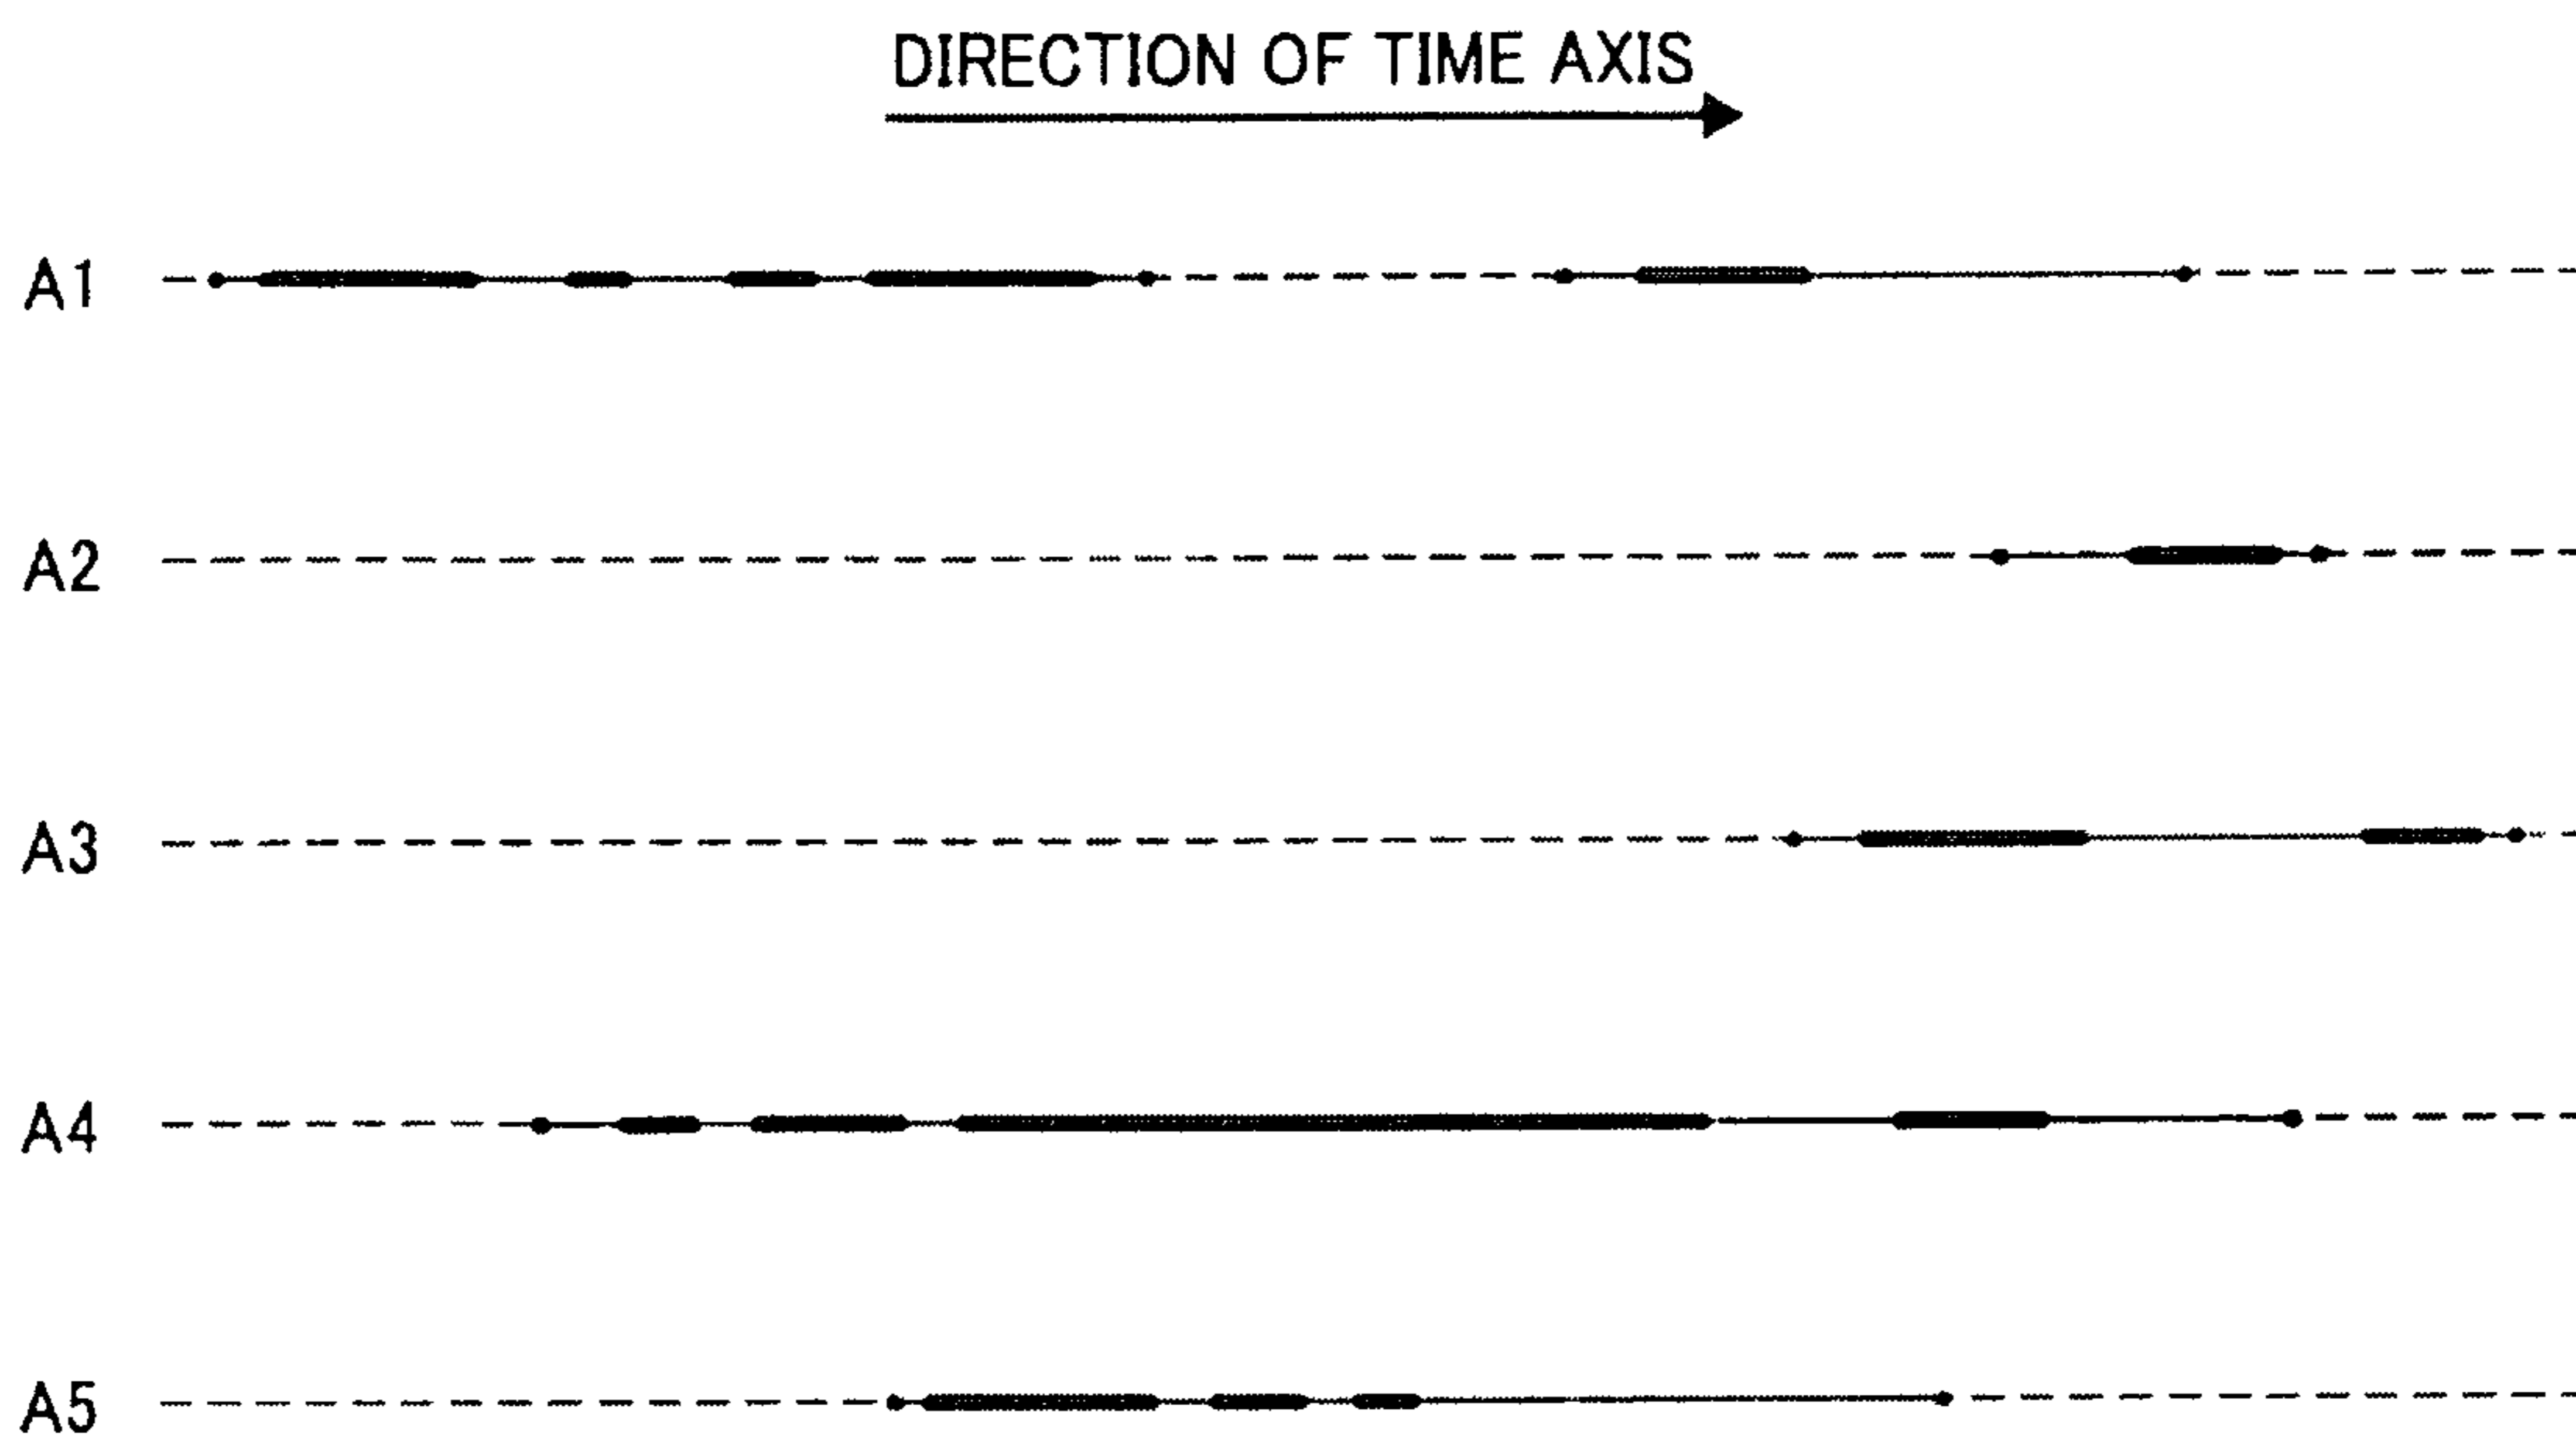 DIRECTION OF TIME AXIS
A1
A2
A3
A4
A5